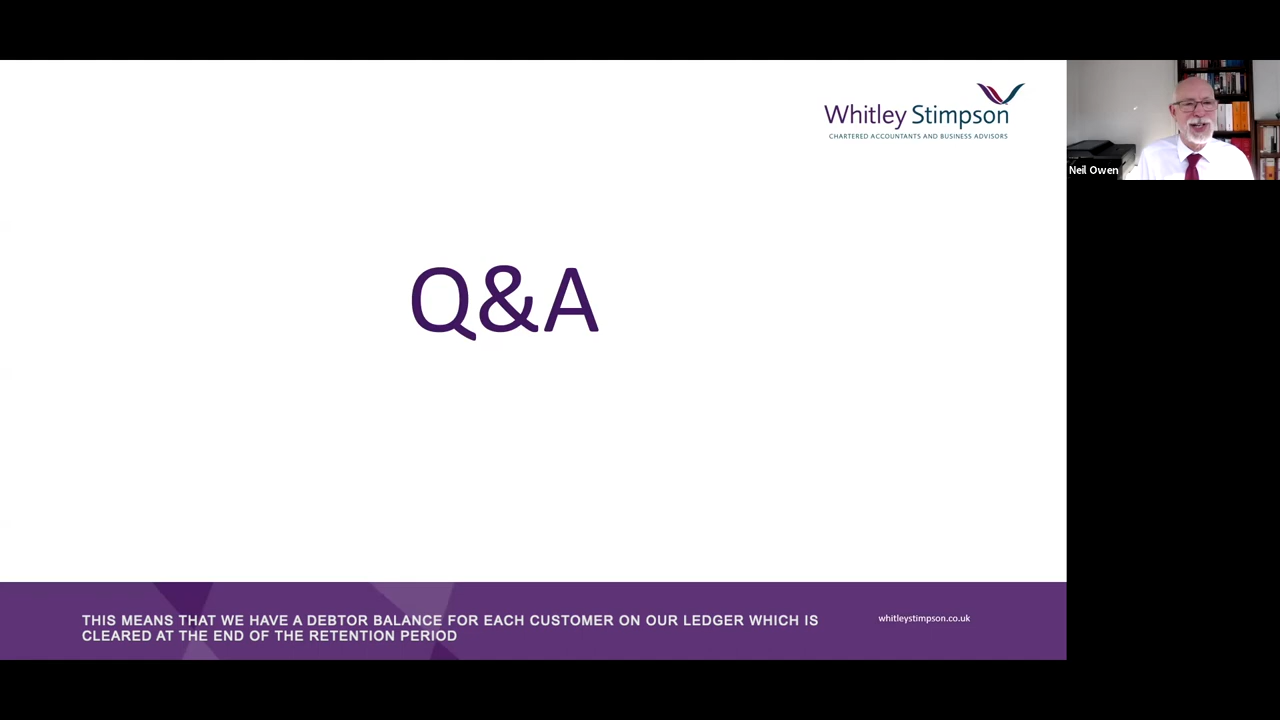 Whitley Stimpson
CHARTERED ACCOUNTANTS AND BUSINESS ADVISORS
Neil Owen
Q&A
THIS MEANS THAT WE HAVE A DEBTOR BALANCE FOR EACH CUSTOMER ON OUR LEDGER WHICH IS
CLEARED AT THE END OF THE RETENTION PERIOD
whitleystimpson.co.uk